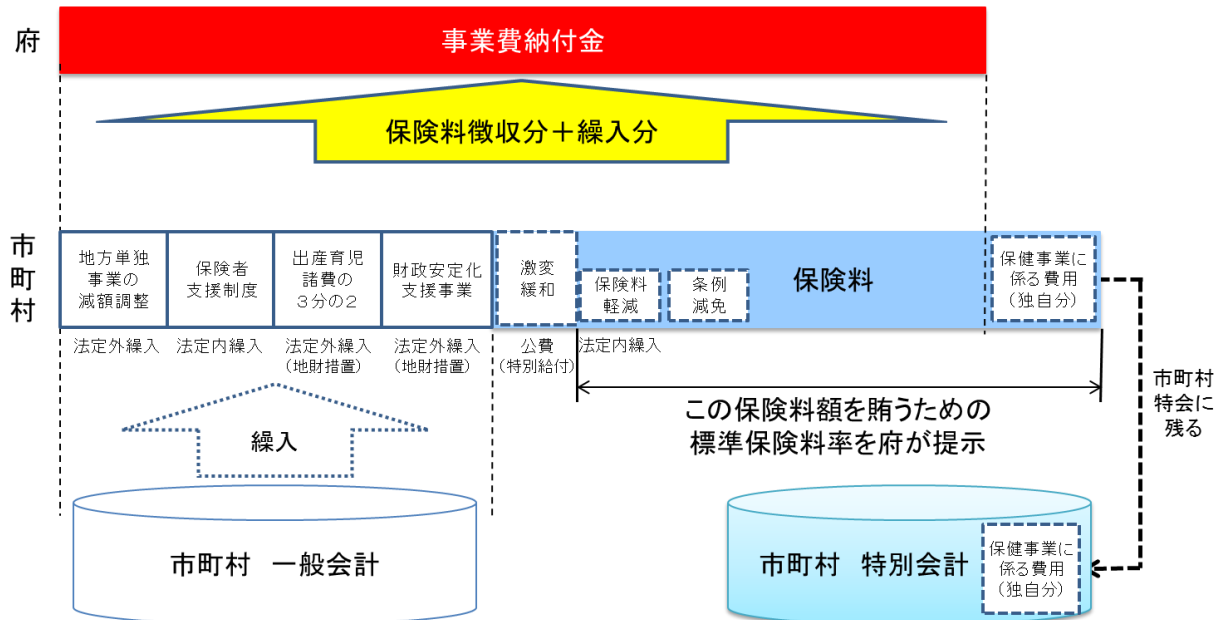 府
事業費納付金
保険料徴収分＋繰入分
市
町
村
地方単独
事業の
減額調整
保険者
支援制度
出産育児
諸費の
３分の２
財政安定化
支援事業
激変
緩和
保険料
軽減
条例
減免
保険料
保健事業に
係る費用
（独自分）
法定外繰入
法定内繰入
法定外繰入
（地財措置）
法定外繰入
（地財措置）
公費
（特別給付）
法定内繰入
この保険料額を賄うための
標準保険料率を府が提示
市町村
特会に
残る
繰入
市町村　一般会計
市町村　特別会計
保健事業に
係る費用
（独自分）